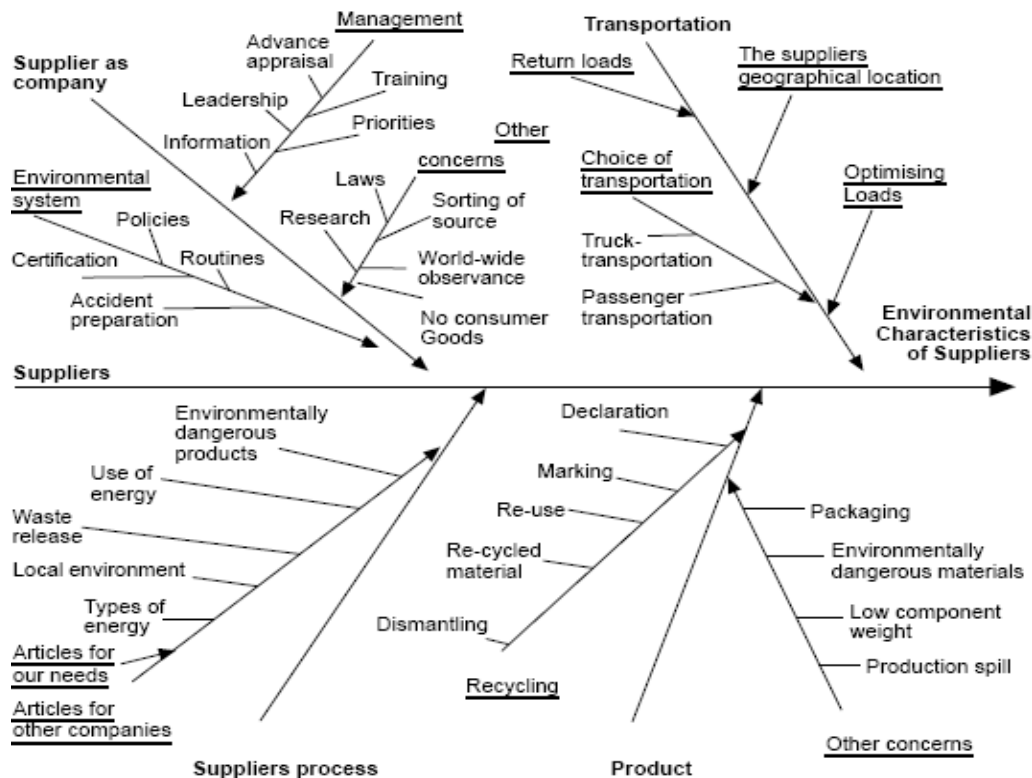 Management
Advance
appraisal
Training
Leadership
Priorities
Information
Supplier as
company
Other
concerns
Laws
Sorting of
source
Research
World-wide
observance
No consumer
Goods
Environmental
system
Policies
Certification
Routines
Accident
preparation
Transportation
Return loads
The suppliers
geographical location
Choice of
transportation
Truck-
transportation
Passenger
transportation
Optimising
Loads
Environmental
Characteristics
of Suppliers
Suppliers
Environmentally
dangerous
products
Use of
energy
Waste
release
Local environment
Types of
energy
Articles for
our needs
Articles for
other companies
Suppliers process
Declaration
Marking
Re-use
Re-cycled
material
Dismantling
Recycling
Packaging
Environmentally
dangerous materials
Low component
weight
Production spill
Other concerns
Product